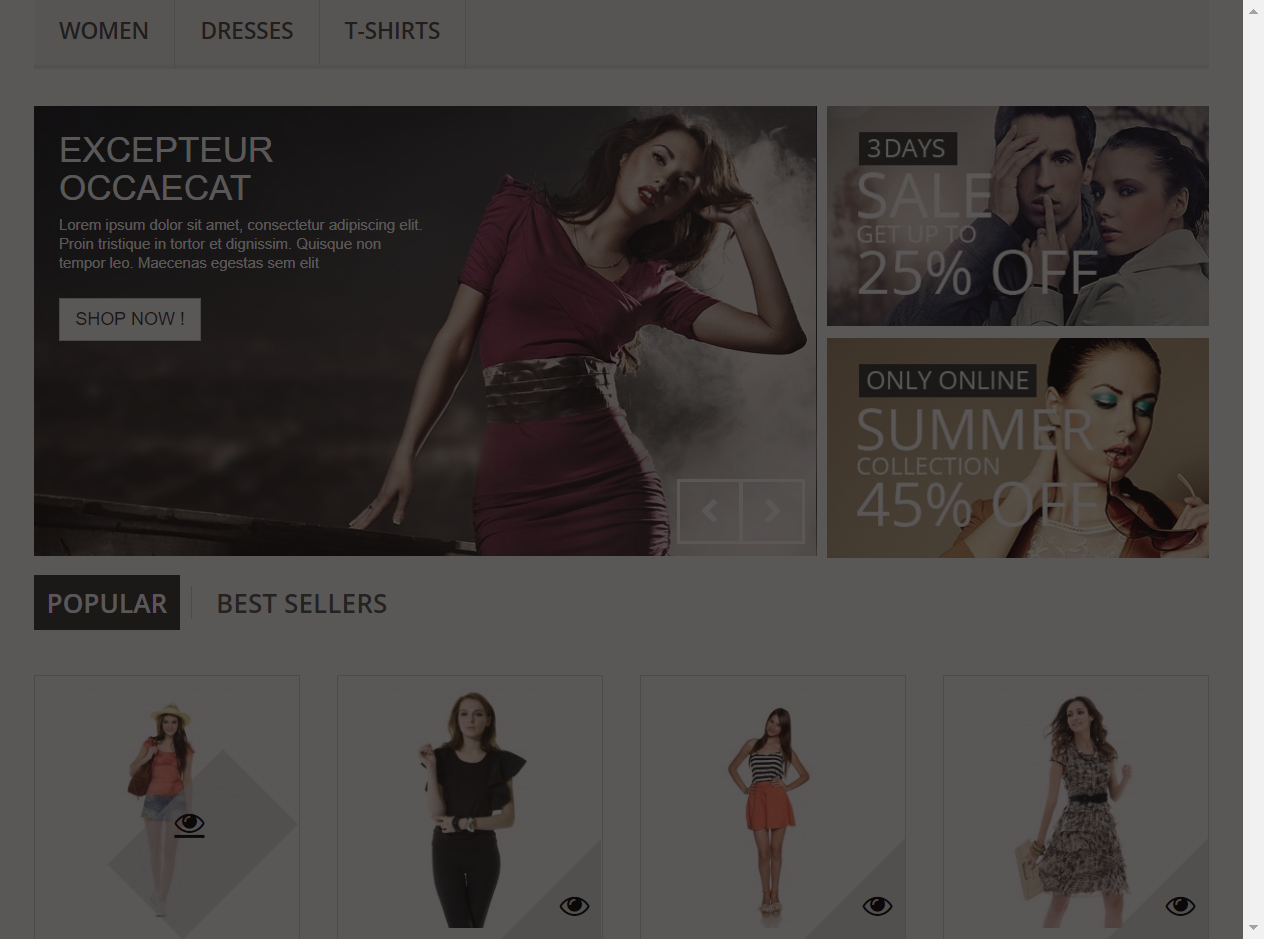 WOMEN
DRESSES
T-SHIRTS
EXCEPTEUR
OCCAECAT
Lorem ipsum dolor sit amet, consectetur adipiscing elit.
Proin tristique in tortor et dignissim. Quisque non
tempor leo. Maecenas egestas sem elit
SHOP NOW !
3 DAYS
SALE
GET UP TO
25% OFF
ONLY ONLINE
SUMMER
COLLECTION
45% OFF
POPULAR
BEST SELLERS